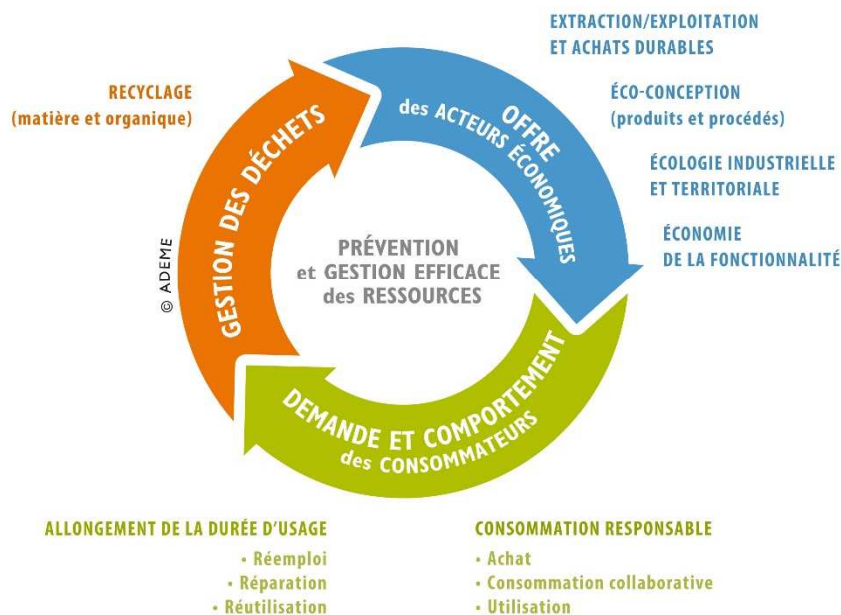 EXTRACTION/EXPLOITATION
ET ACHATS DURABLES
ÉCO-CONCEPTION
(produits et procédés)
ÉCOLOGIE INDUSTRIELLE
ET TERRITORIALE
ÉCONOMIE
DE LA FONCTIONNALITÉ
RECYCLAGE
(matière et organique)
OFFRE
des ACTEURS ÉCONOMIQUES
GESTION DES DÉCHETS
PRÉVENTION
et GESTION EFFICACE
des RESSOURCES
© ADEME
DEMANDE ET COMPORTEMENT
des CONSOMMATEURS
ALLONGEMENT DE LA DURÉE D'USAGE
• Réemploi
• Réparation
• Réutilisation
CONSOMMATION RESPONSABLE
• Achat
• Consommation collaborative
• Utilisation